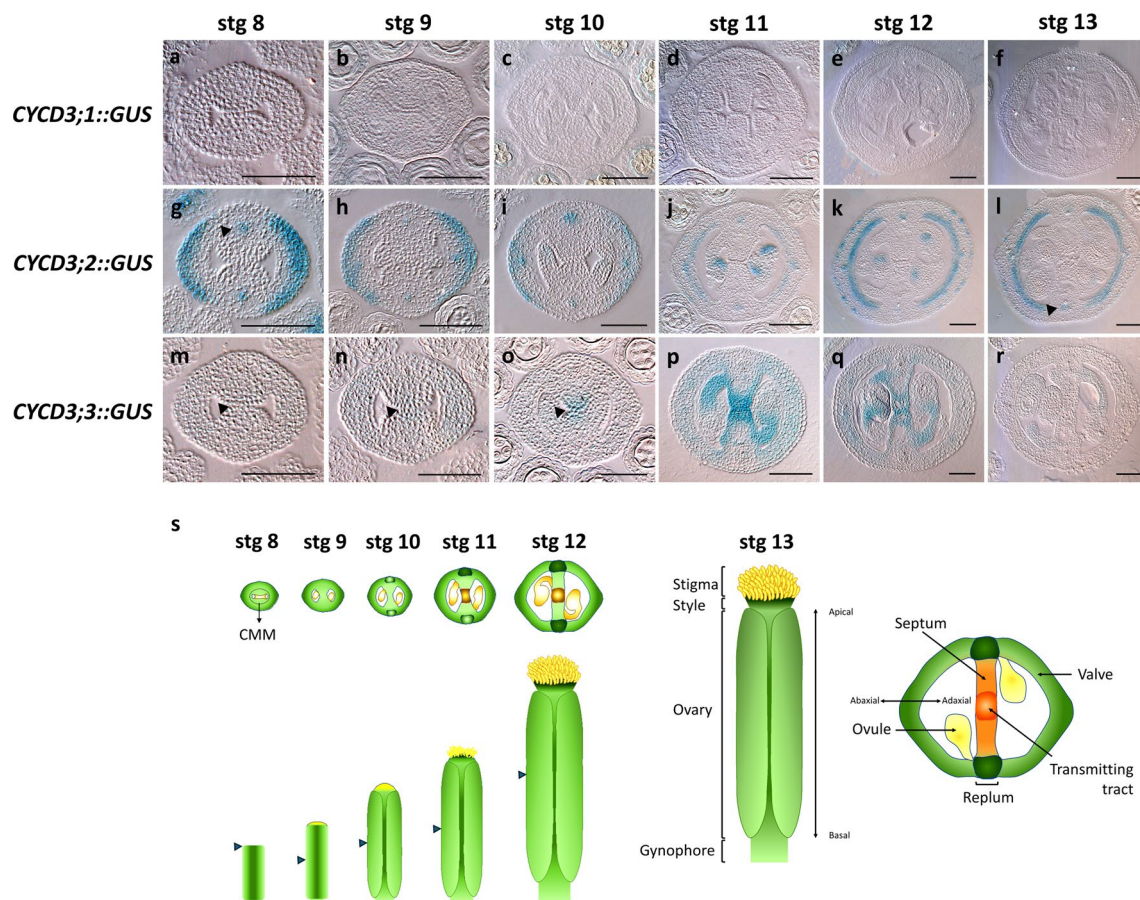 stg 8 stg 9 stg 10 stg 11 stg 12 stg 13
CYCD3;1::GUS
a b c d e f
CYCD3;2::GUS
g h i j k l
CYCD3;3::GUS
m n o p q r
s
stg 8 stg 9 stg 10 stg 11 stg 12 stg 13
CMM
Stigma
Style
Ovary
Gynophore
Apical
Basal
Septum
Valve
Abaxial Adaxial
Ovule
Transmitting
tract
Replum